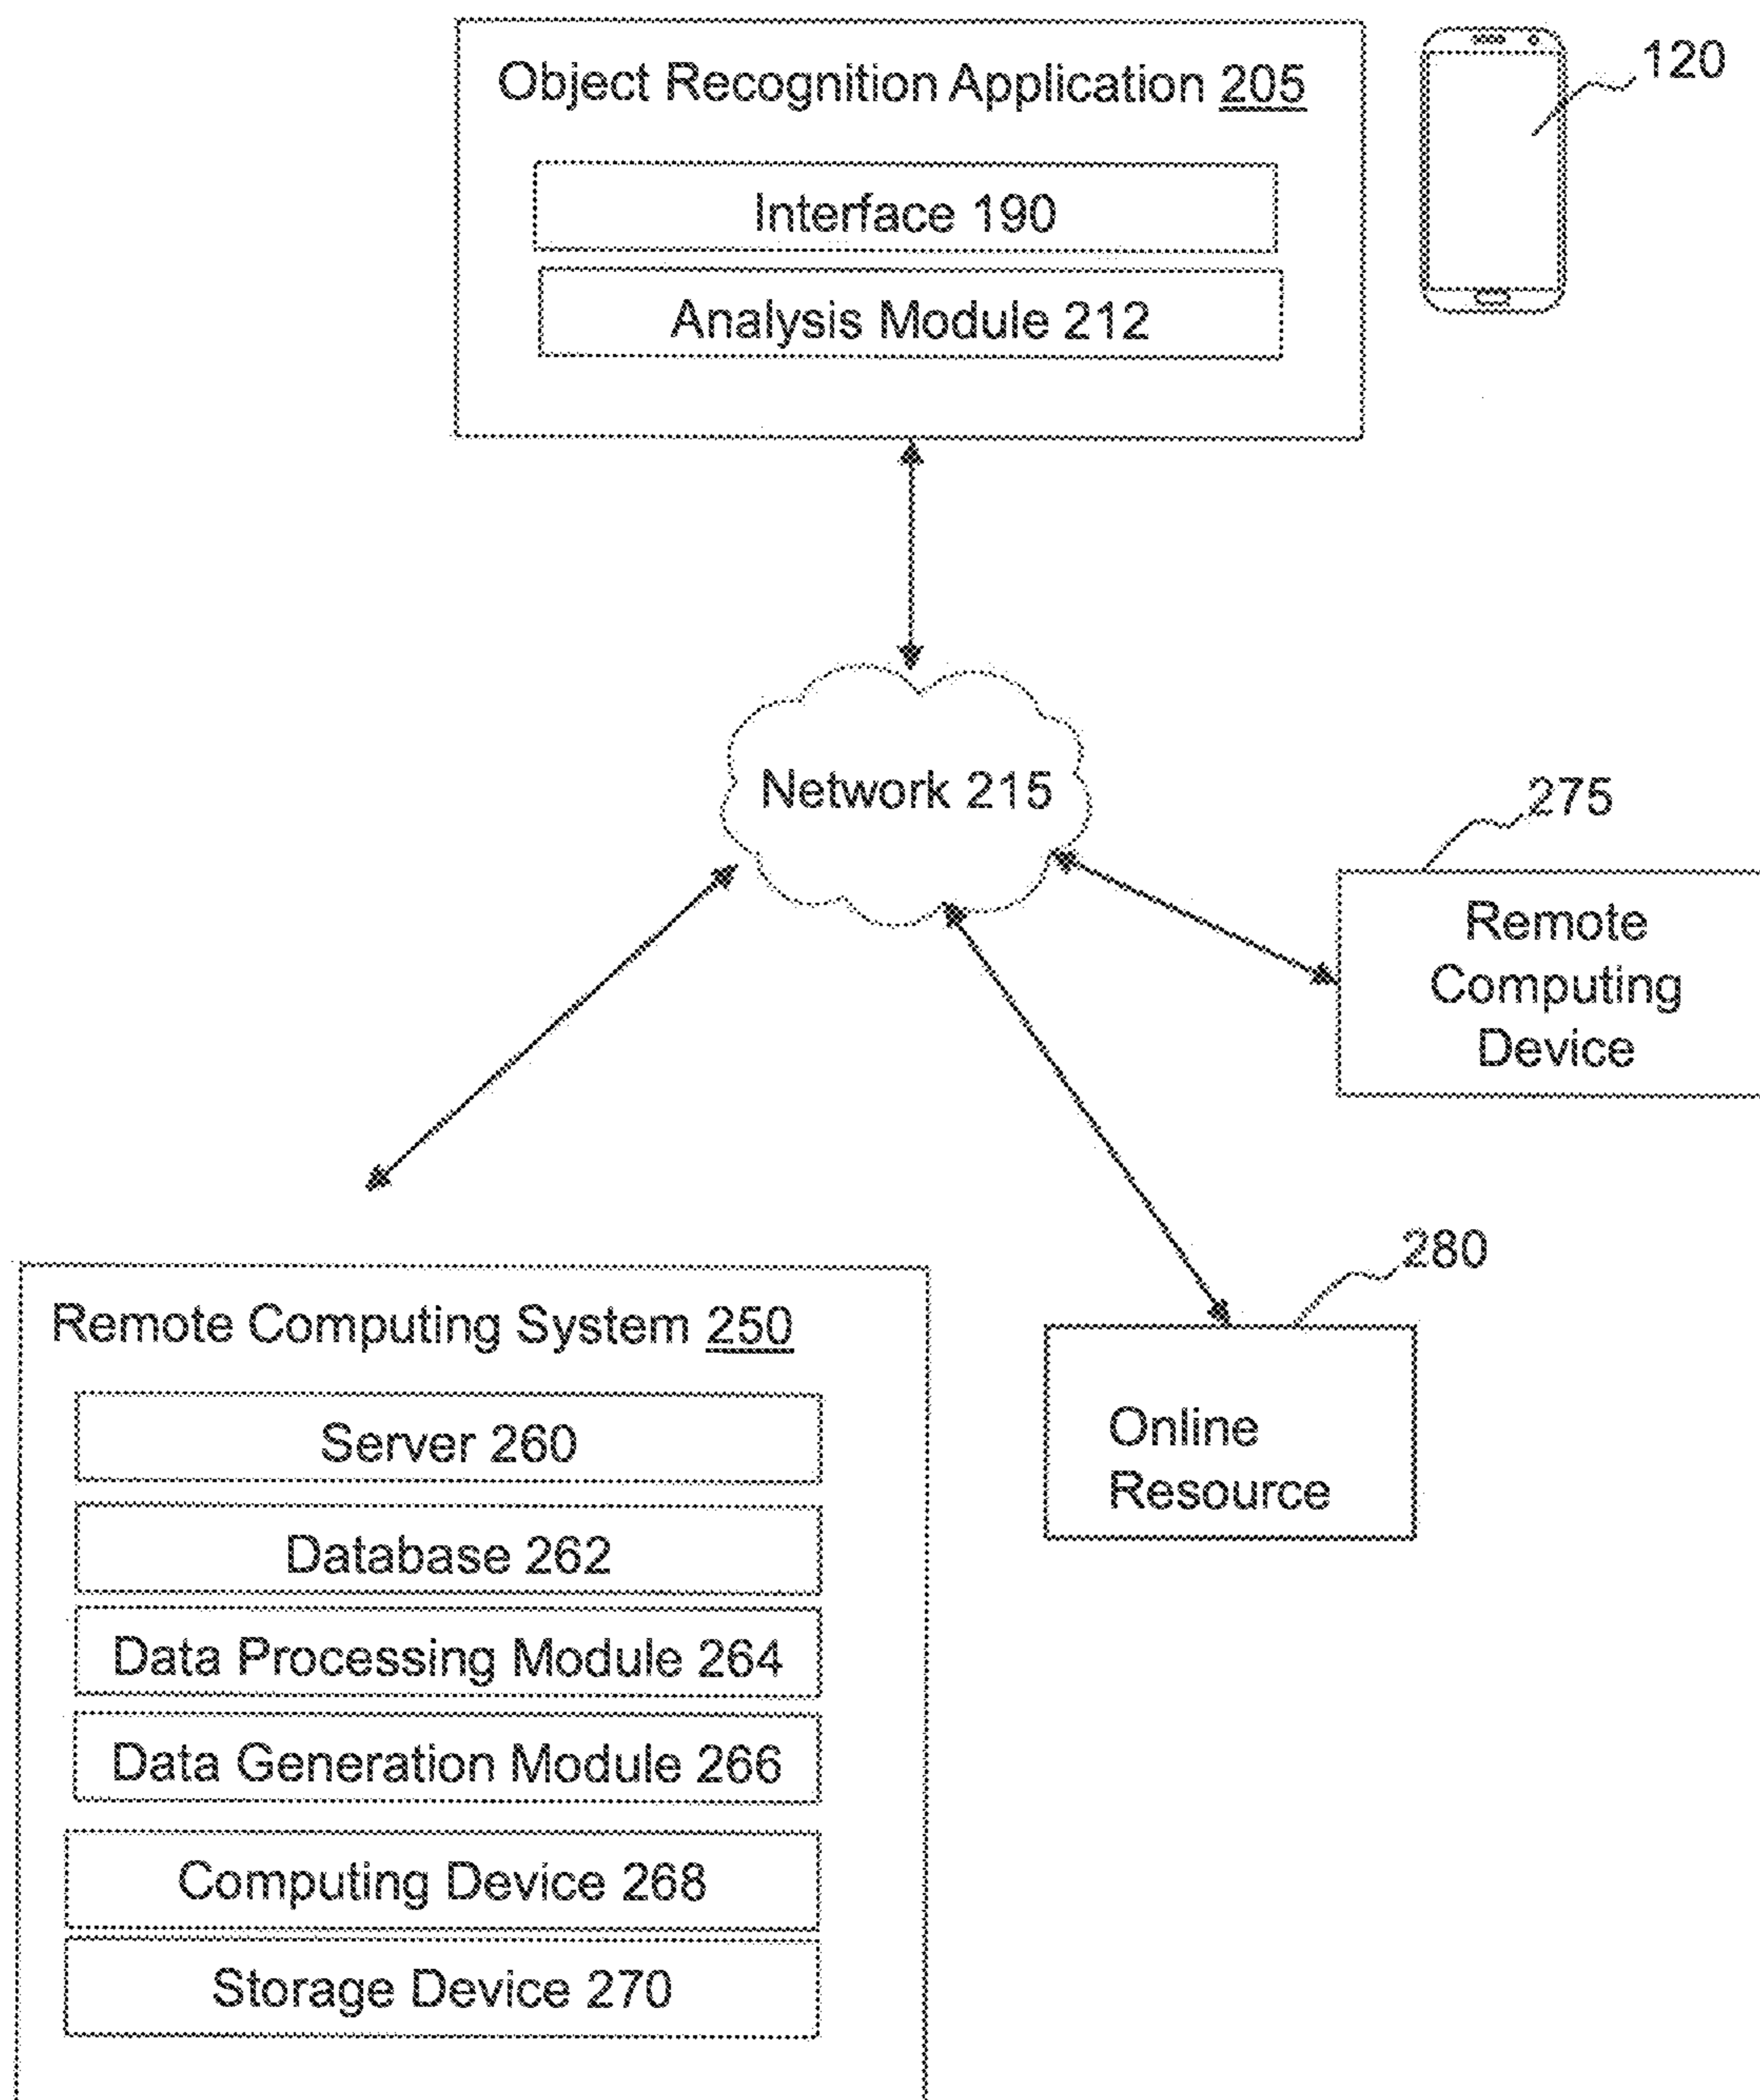 Object Recognition Application 205
120
Interface 190
Analysis Module 212
Network 215
275
Remote
Computing
Device
280
Remote Computing System 250
Server 260
Online
Resource
Database 262
Data Processing Module 264
Data Generation Module 266
Computing Device 268
Storage Device 270